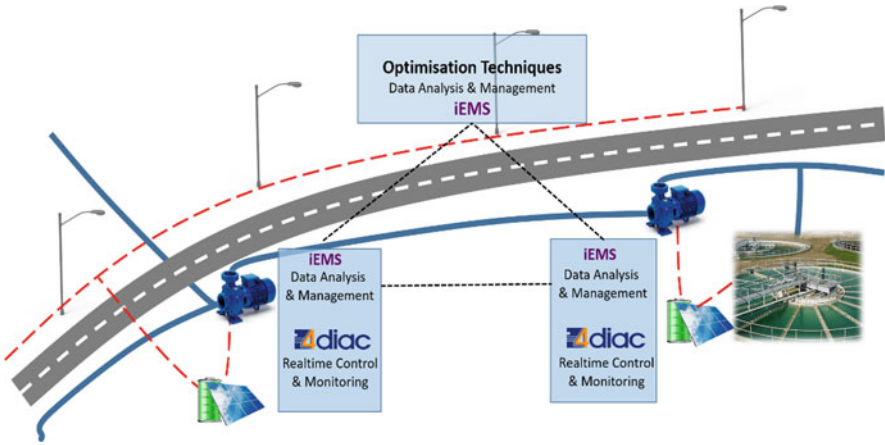 Optimisation Techniques
Data Analysis & Management
iEMS
iEMS
Data Analysis
& Management
4diac
Realtime Control
& Monitoring
iEMS
Data Analysis
& Management
4diac
Realtime Control
& Monitoring